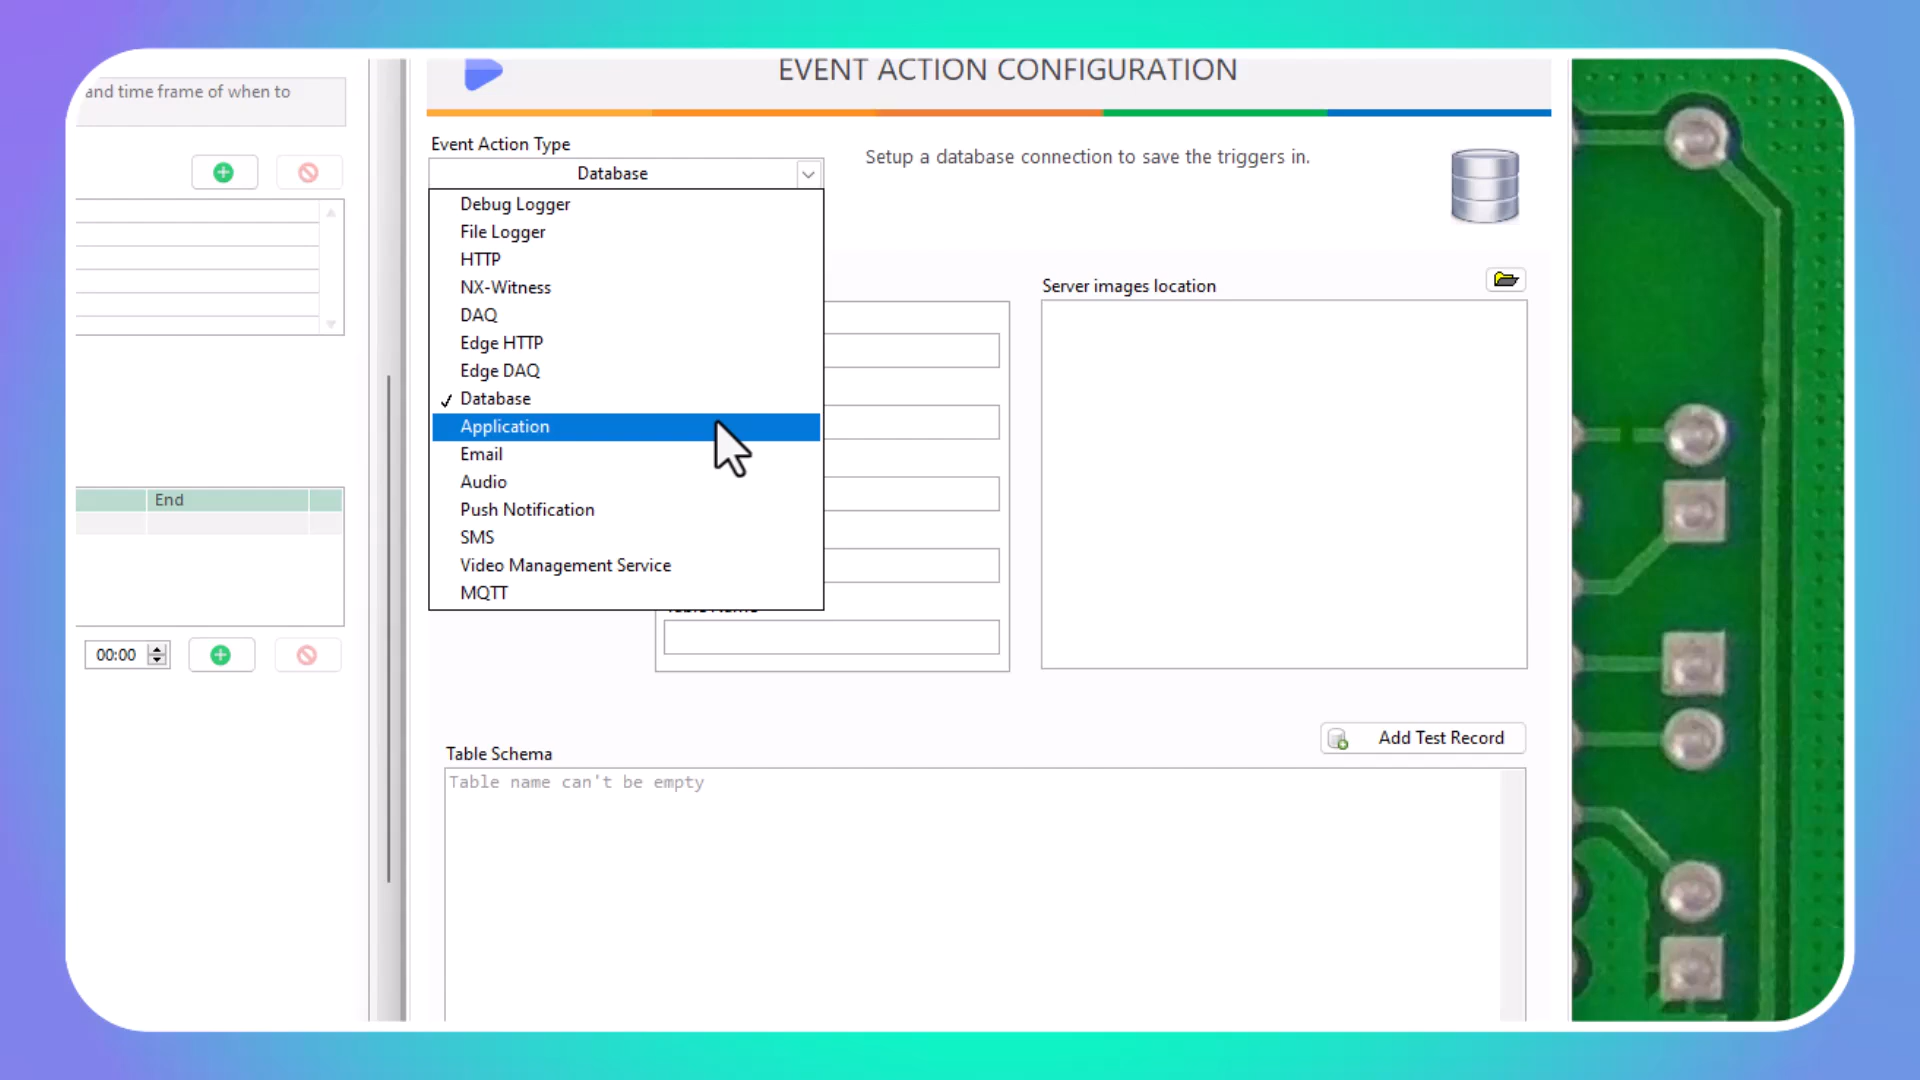 EVENT ACTION CONFIGURATION
and time frame of when to
Event Action Type
Database
Setup a database connection to save the triggers in.
Debug Logger
File Logger
HTTP
NX-Witness
DAQ
Edge HTTP
Edge DAQ
Database
Application
Email
Audio
Push Notification
SMS
Video Management Service
MQTT
Server images location
End
00:00
Add Test Record
Table Schema
Table name can't be empty